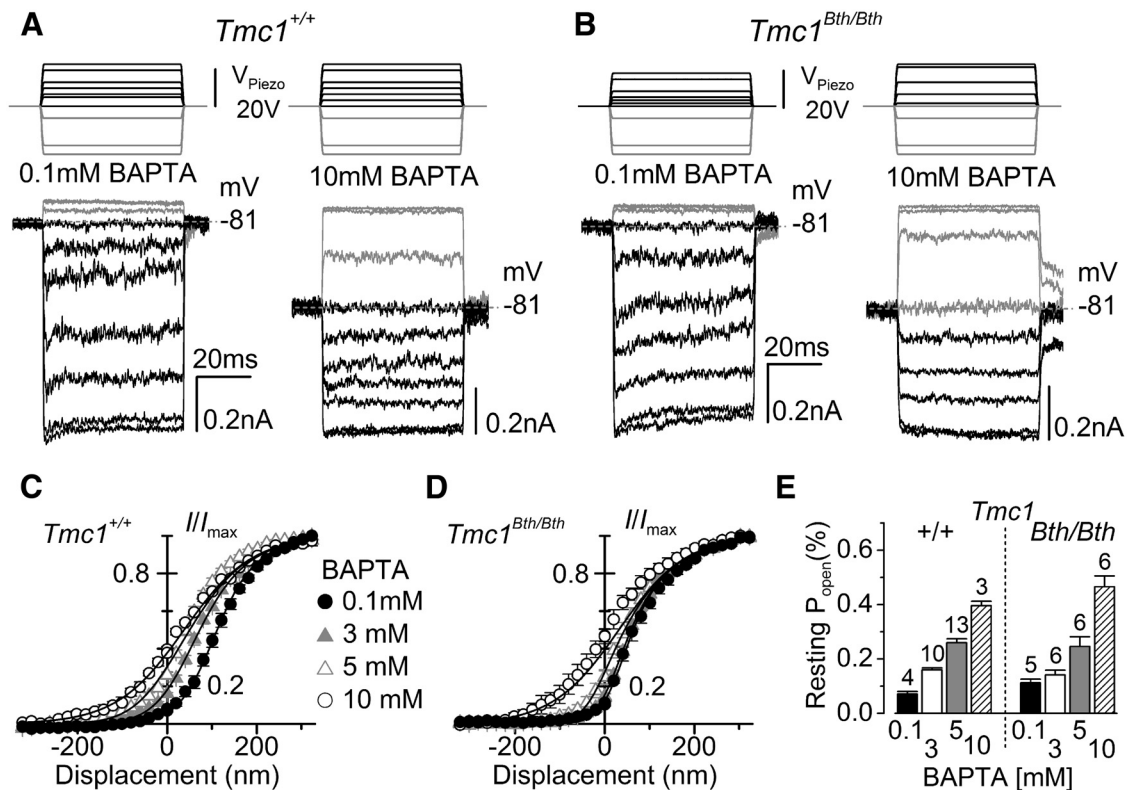 A
Tmc1+/+
B
Tmc1Bth/Bth
VPiezo
20V
VPiezo
20V
0.1mM BAPTA
mV
-81
10mM BAPTA
mV
-81
20ms
0.2nA
0.2nA
0.1mM BAPTA
mV
-81
10mM BAPTA
mV
-81
20ms
0.2nA
0.2nA
C
Tmc1+/+
I/Imax
0.8
0.2
-200 0 200
Displacement (nm)
BAPTA
0.1mM
3 mM
5 mM
10 mM
D
Tmc1Bth/Bth
I/Imax
0.8
0.2
-200 0 200
Displacement (nm)
E
Tmc1
+/+ Bth/Bth
Resting Popen(%)
0.6
0.4
0.2
0.0
4 10 13 3 5 6 6 6
0.1 3 5 10 0.1 3 5 10
BAPTA [mM]